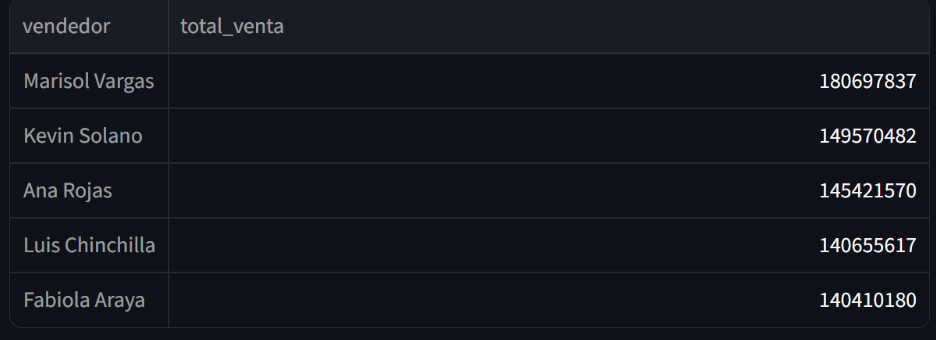 vendedor total_venta
Marisol Vargas 180697837
Kevin Solano 149570482
Ana Rojas 145421570
Luis Chinchilla 140655617
Fabiola Araya 140410180